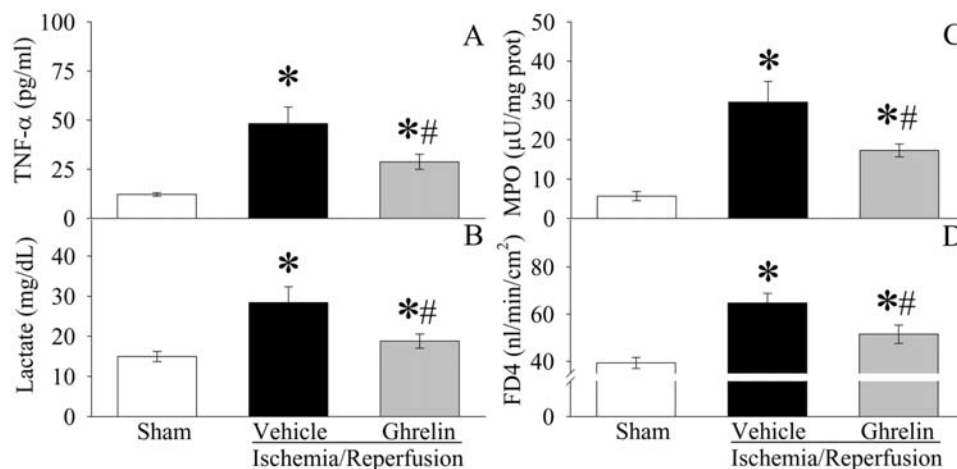 A
TNF-α (pg/ml)
100
75
50
25
0
*
*#
B
Lactate (mg/dL)
40
30
20
10
0
*
*#
Sham Vehicle Ghrelin
Ischemia/Reperfusion
C
MPO (µU/mg prot)
50
40
30
20
10
0
*
*#
D
FD4 (nl/min/cm²)
80
60
40
0
*
*#
Sham Vehicle Ghrelin
Ischemia/Reperfusion